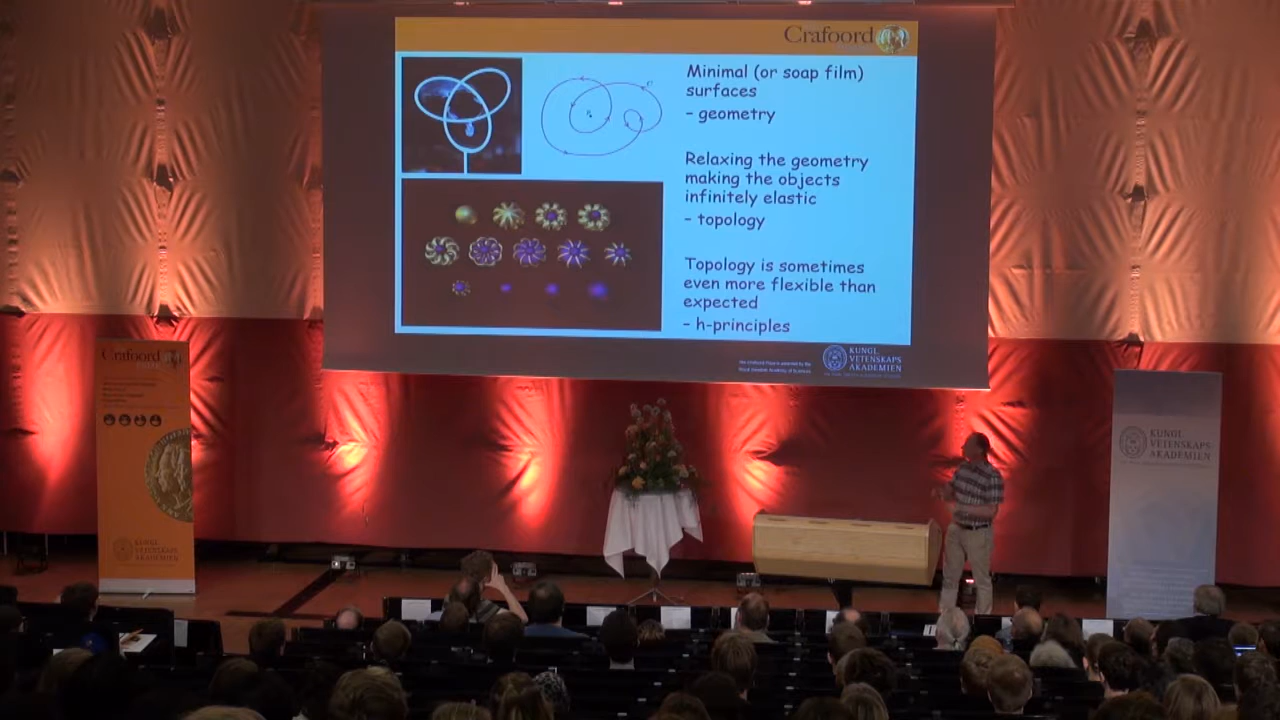 Crafoord
Minimal (or soap film)
surfaces
- geometry
Relaxing the geometry
making the objects
infinitely elastic
- topology
Topology is sometimes
even more flexible than
expected
- h-principles
KUNGL.
VETENSKAPS
AKADEMIEN
Crafoord
KUNGL.
VETENSKAPS
AKADEMIEN
KUNGL.
VETENSKAPS-
AKADEMIEN